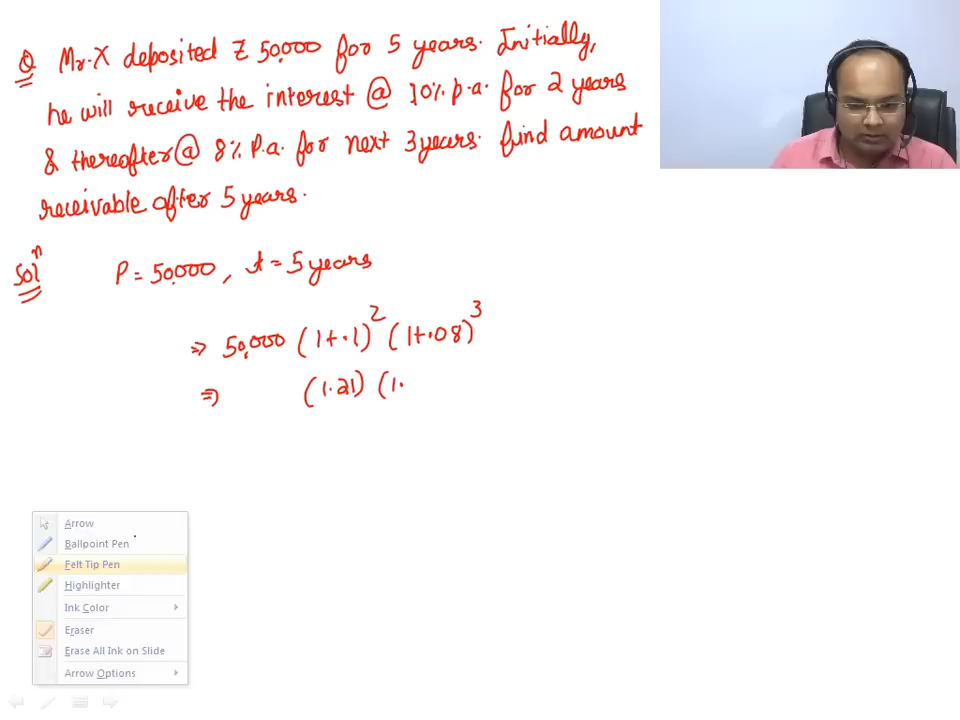 Q Mr. X deposited ₹ 50,000 for 5 years. Initially,
he will receive the interest @ 10% p.a. for 2 years
& thereafter @ 8% P.a. for next 3 years. find amount
receivable after 5 years.
Solⁿ P = 50,000, t = 5 years
⇒ 50,000 (1+.1)² (1+.08)³
⇒ (1.21) (1.
Arrow
Ballpoint Pen
Felt Tip Pen
Highlighter
Ink Color
Eraser
Erase All Ink on Slide
Arrow Options